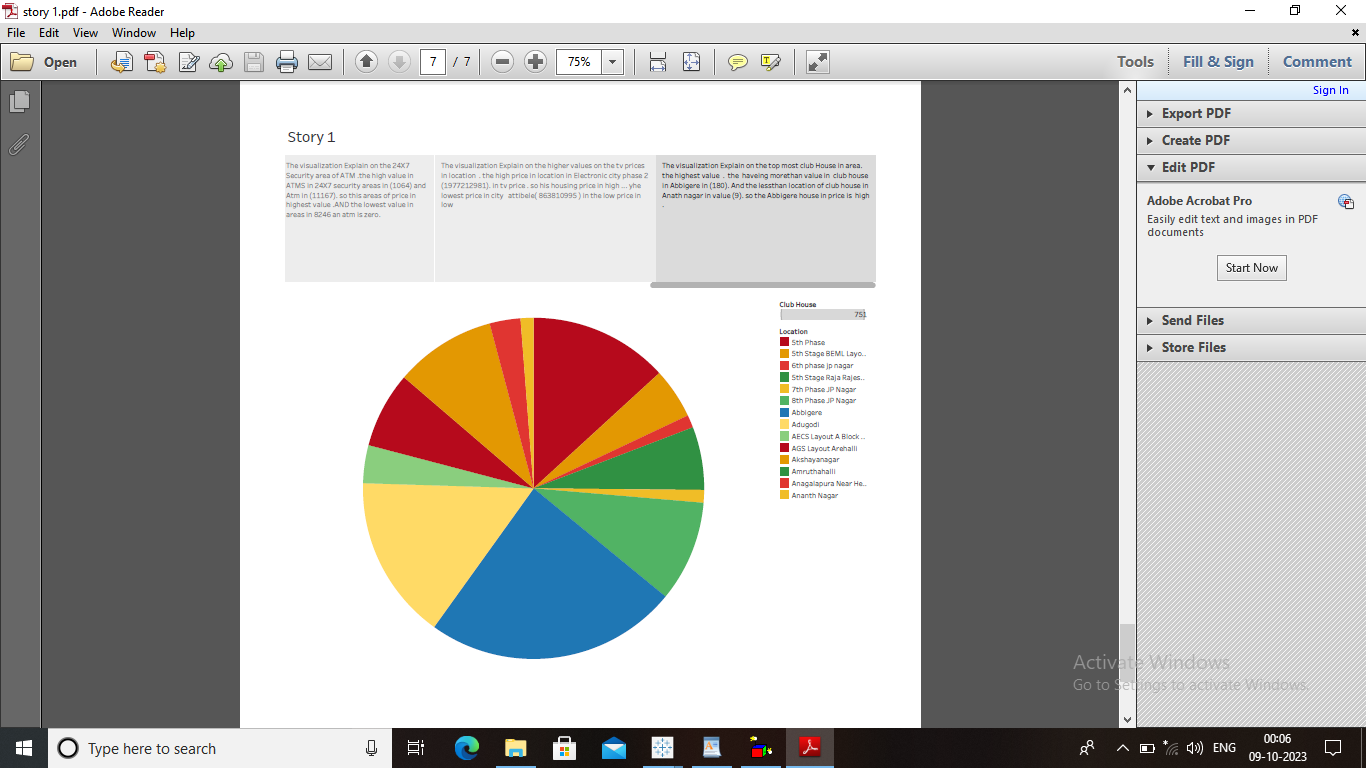 story 1.pdf - Adobe Reader
File Edit View Window Help
Open
7 / 7
75%
Tools
Fill & Sign
Comment
Sign In
Export PDF
Create PDF
Edit PDF
Adobe Acrobat Pro
Easily edit text and images in PDF
documents
Start Now
Send Files
Store Files
Story 1
The visualization Explain on the 24X7
Security area of ATM .the high value in
ATMS in 24X7 security areas in (1064) and
Atm in (11167). so this areas of price in
highest value .AND the lowest value in
areas in 8246 an atm is zero.
The visualization Explain on the higher values on the tv prices
in location . the high price in location in Electronic city phase 2
(1977212981). in tv price . so his housing price in high ... yhe
lowest price in city attibele( 863810995 ) in the low price in
low
The visualization Explain on the top most club House in area.
the highest value . the haveing morethan value in club house
in Abbigere in (180). And the lessthan location of club house in
Anath nagar in value (9). so the Abbigere house in price is high
.
Club House
751
Location
5th Phase
5th Stage BEML Layo..
6th phase jp nagar
5th Stage Raja Rajes..
7th Phase JP Nagar
8th Phase JP Nagar
Abbigere
Adugodi
AECS Layout A Block ..
AGS Layout Arehalli
Akshayanagar
Amruthahalli
Anagalapura Near He..
Ananth Nagar
Activate Windows
Go to Settings to activate Windows.
Type here to search
ENG
00:06
09-10-2023